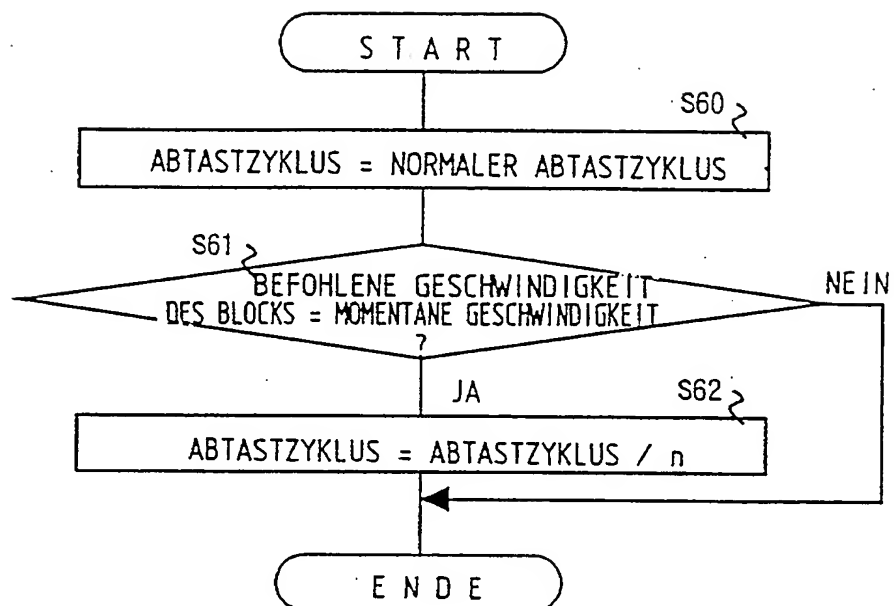 START
S60
ABTASTZYKLUS = NORMALER ABTASTZYKLUS
S61
BEFOHLENE GESCHWINDIGKEIT
DES BLOCKS = MOMENTANE GESCHWINDIGKEIT
?
NEIN
JA
S62
ABTASTZYKLUS = ABTASTZYKLUS / n
ENDE